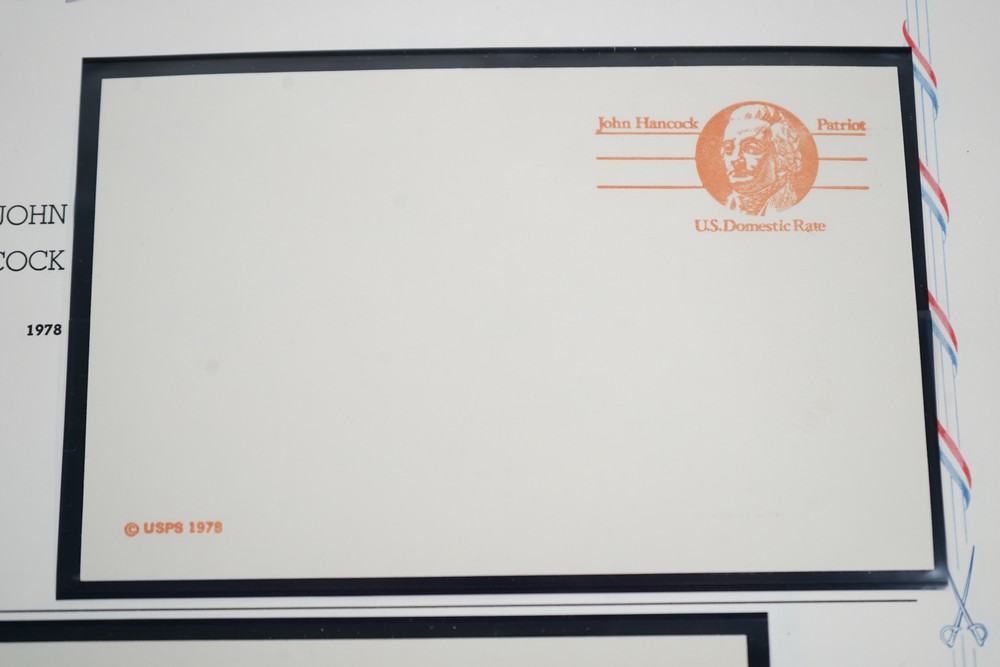 John Hancock Patriot
U.S. Domestic Rate
JOHN
COCK
1978
© USPS 1978